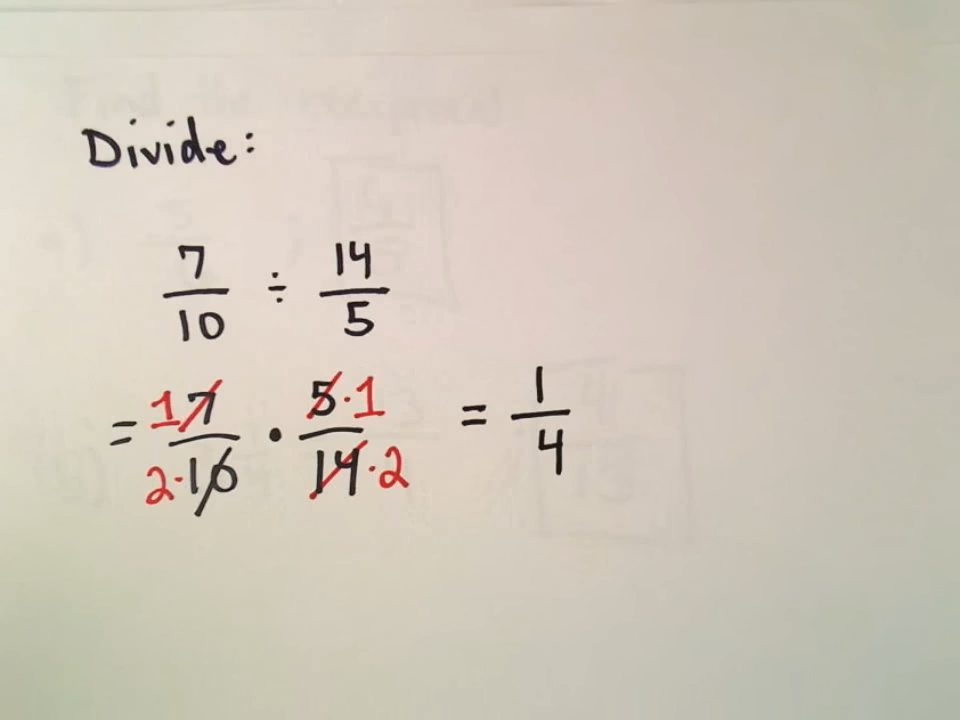 Divide:
7/10 ÷ 14/5
= 1 7/2·10 • 5·1/14·2 = 1/4